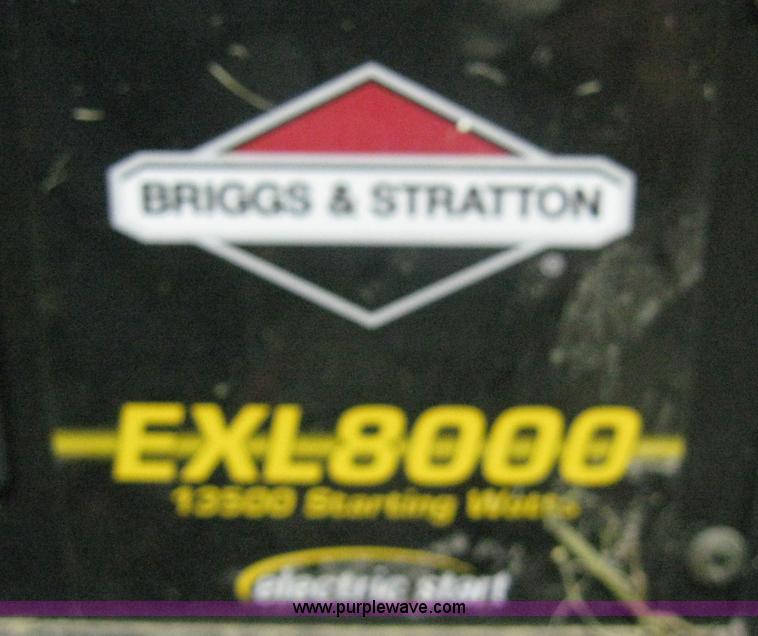 BRIGGS & STRATTON
EXL8000
13500 Starting Watts
electric start
www.purplewave.com